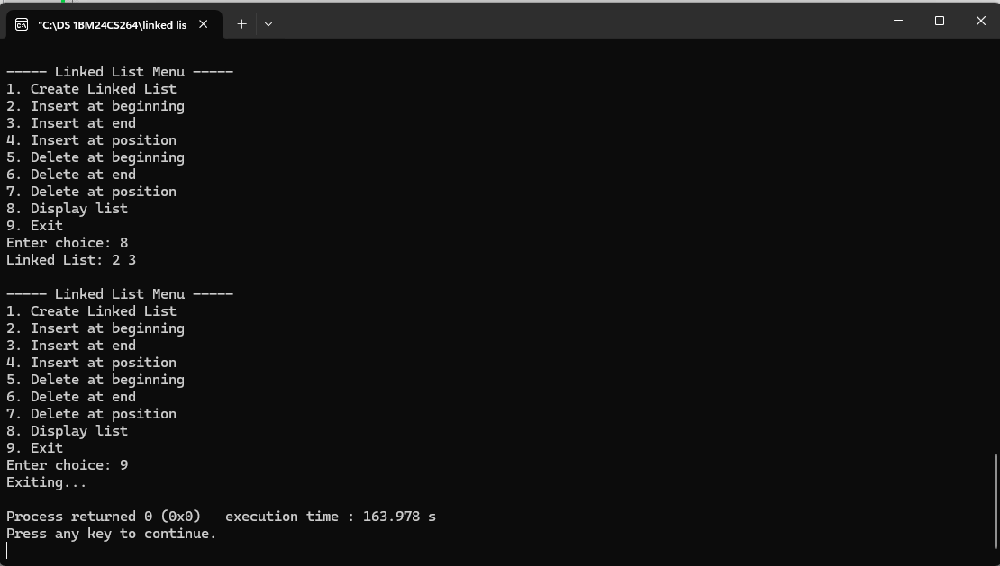 "C:\DS 1BM24CS264\linked lis
----- Linked List Menu -----
1. Create Linked List
2. Insert at beginning
3. Insert at end
4. Insert at position
5. Delete at beginning
6. Delete at end
7. Delete at position
8. Display list
9. Exit
Enter choice: 8
Linked List: 2 3
----- Linked List Menu -----
1. Create Linked List
2. Insert at beginning
3. Insert at end
4. Insert at position
5. Delete at beginning
6. Delete at end
7. Delete at position
8. Display list
9. Exit
Enter choice: 9
Exiting...
Process returned 0 (0x0)   execution time : 163.978 s
Press any key to continue.